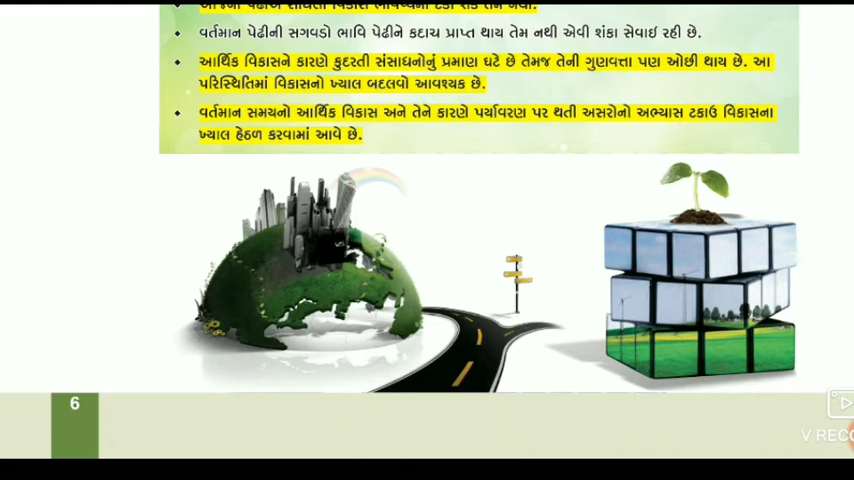 વર્તમાન પેઢીની સગવડો ભાવિ પેઢીને કદાચ પ્રાપ્ત થાય તેમ નથી એવી શંકા સેવાઈ રહી છે.
આર્થિક વિકાસને કારણે કુદરતી સંસાધનોનું પ્રમાણ ઘટે છે તેમજ તેની ગુણવત્તા પણ ઓછી થાય છે. આ
પરિસ્થિતિમાં વિકાસનો ખ્યાલ બદલવો આવશ્યક છે.
વર્તમાન સમયનો આર્થિક વિકાસ અને તેને કારણે પર્યાવરણ પર થતી અસરોનો અભ્યાસ ટકાઉ વિકાસના
ખ્યાલ હેઠળ કરવામાં આવે છે.
6
V REC